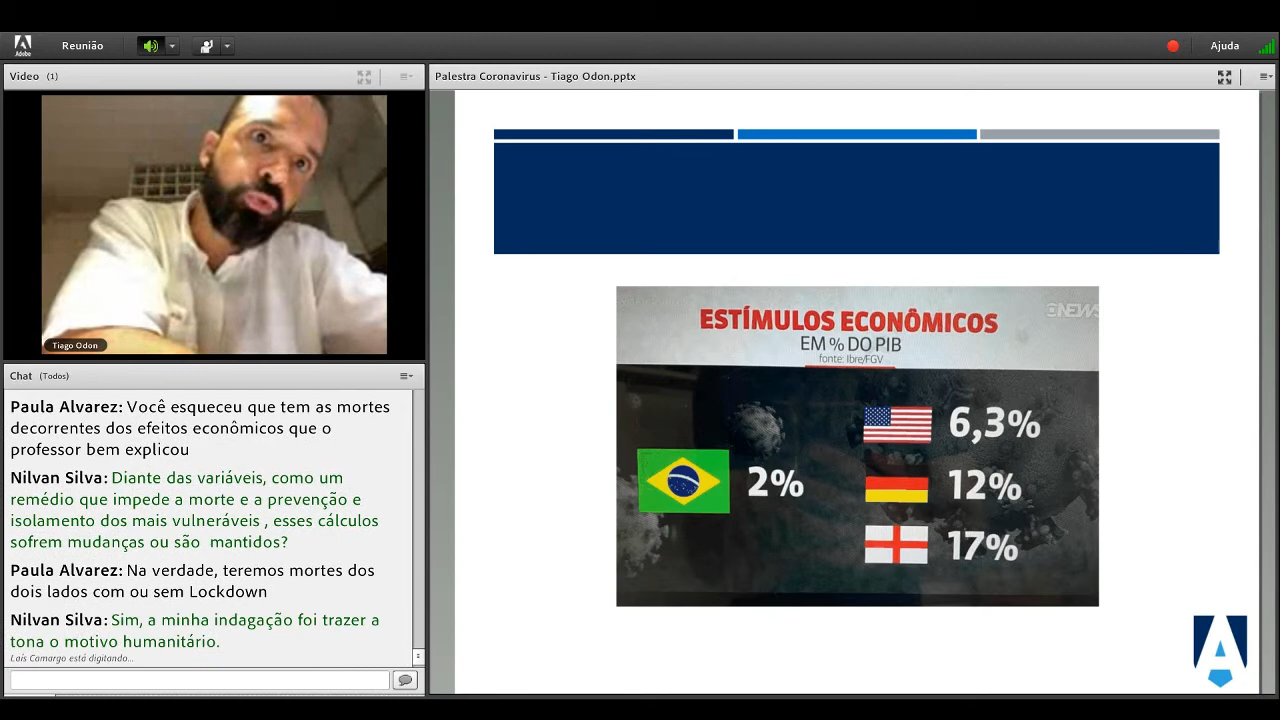 Adobe
Reunião
Ajuda
Video (1)
Tiago Odon
Chat (Todos)
Paula Alvarez: Você esqueceu que tem as mortes
decorrentes dos efeitos econômicos que o
professor bem explicou
Nilvan Silva: Diante das variáveis, como um
remédio que impede a morte e a prevenção e
isolamento dos mais vulneráveis , esses cálculos
sofrem mudanças ou são mantidos?
Paula Alvarez: Na verdade, teremos mortes dos
dois lados com ou sem Lockdown
Nilvan Silva: Sim, a minha indagação foi trazer a
tona o motivo humanitário.
Laís Camargo está digitando...
Palestra Coronavirus - Tiago Odon.pptx
NEWS
ESTÍMULOS ECONÔMICOS
EM % DO PIB
fonte: Ibre/FGV
2%
6,3%
12%
17%